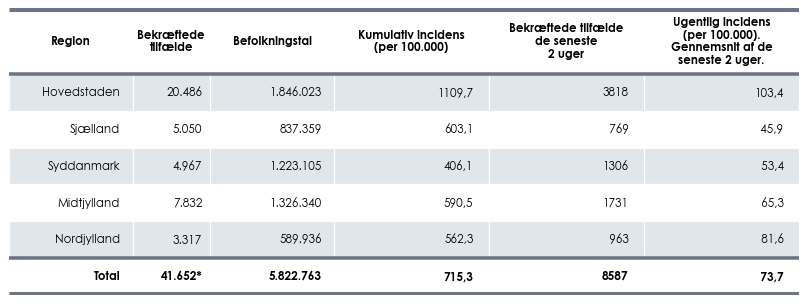 Region Bekræftede tilfælde Befolkningstal Kumulativ incidens (per 100.000) Bekræftede tilfælde de seneste 2 uger Ugentlig incidens (per 100.000). Gennemsnit af de seneste 2 uger.
Hovedstaden 20.486 1.846.023 1109,7 3818 103,4
Sjælland 5.050 837.359 603,1 769 45,9
Syddanmark 4.967 1.223.105 406,1 1306 53,4
Midtjylland 7.832 1.326.340 590,5 1731 65,3
Nordjylland 3.317 589.936 562,3 963 81,6
Total 41.652* 5.822.763 715,3 8587 73,7